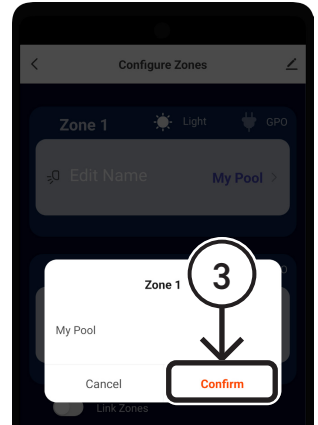 Configure Zones
Zone 1 Light GPO
Edit Name My Pool
O
Zone 1
3
My Pool
Cancel Confirm
Link Zones